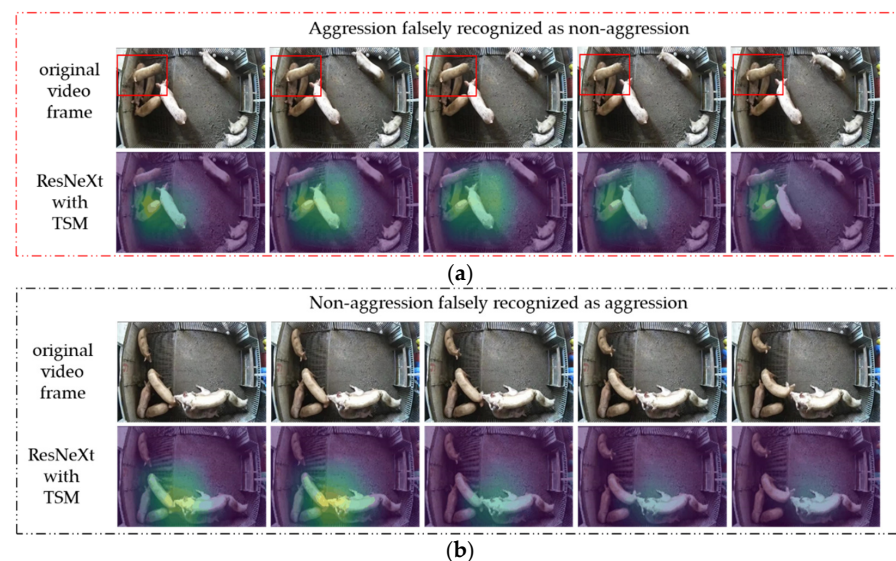 Aggression falsely recognized as non-aggression
original
video
frame
ResNeXt
with
TSM
(a)
Non-aggression falsely recognized as aggression
original
video
frame
ResNeXt
with
TSM
(b)